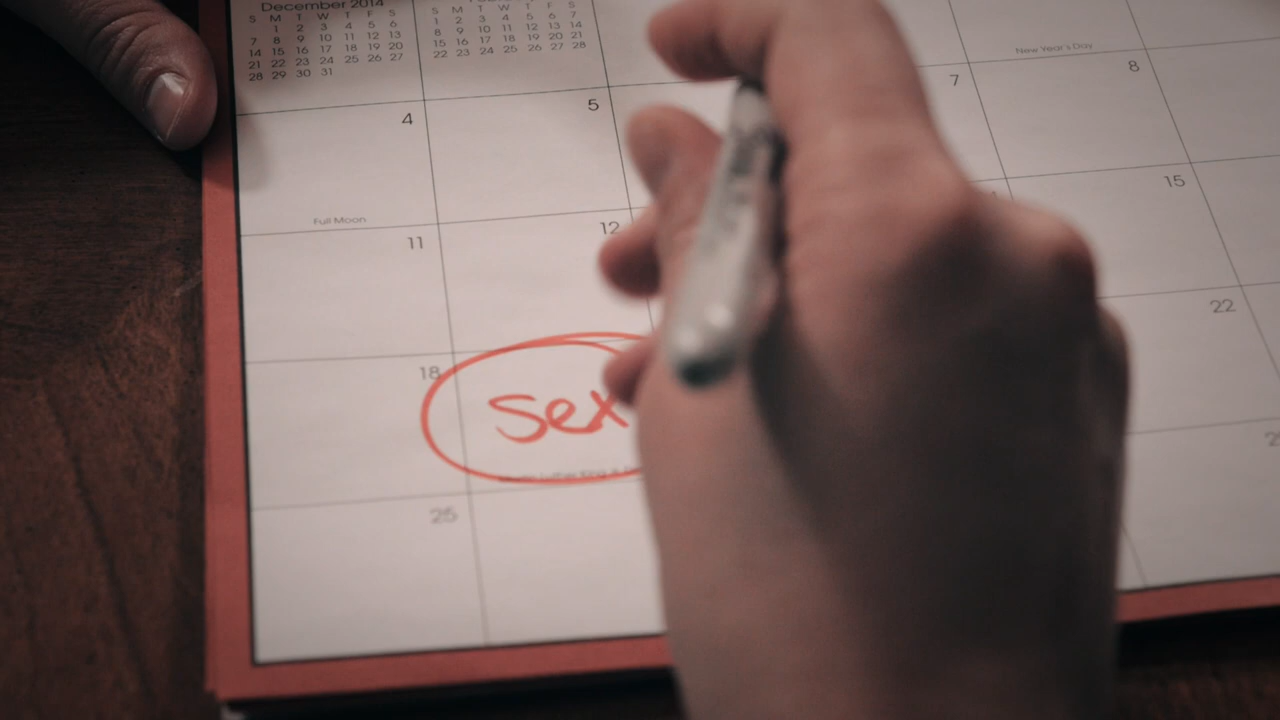 December 2014
S M T W T F S
1 2 3 4 5 6
7 8 9 10 11 12 13
14 15 16 17 18 19 20
21 22 23 24 25 26 27
28 29 30 31
S M T W T F S
1 2 3 4 5 6 7
8 9 10 11 12 13 14
15 16 17 18 19 20 21
22 23 24 25 26 27 28
New Year's Day
4 5 7 8
Full Moon
11 12 15
18 22
sex
Luther King
25